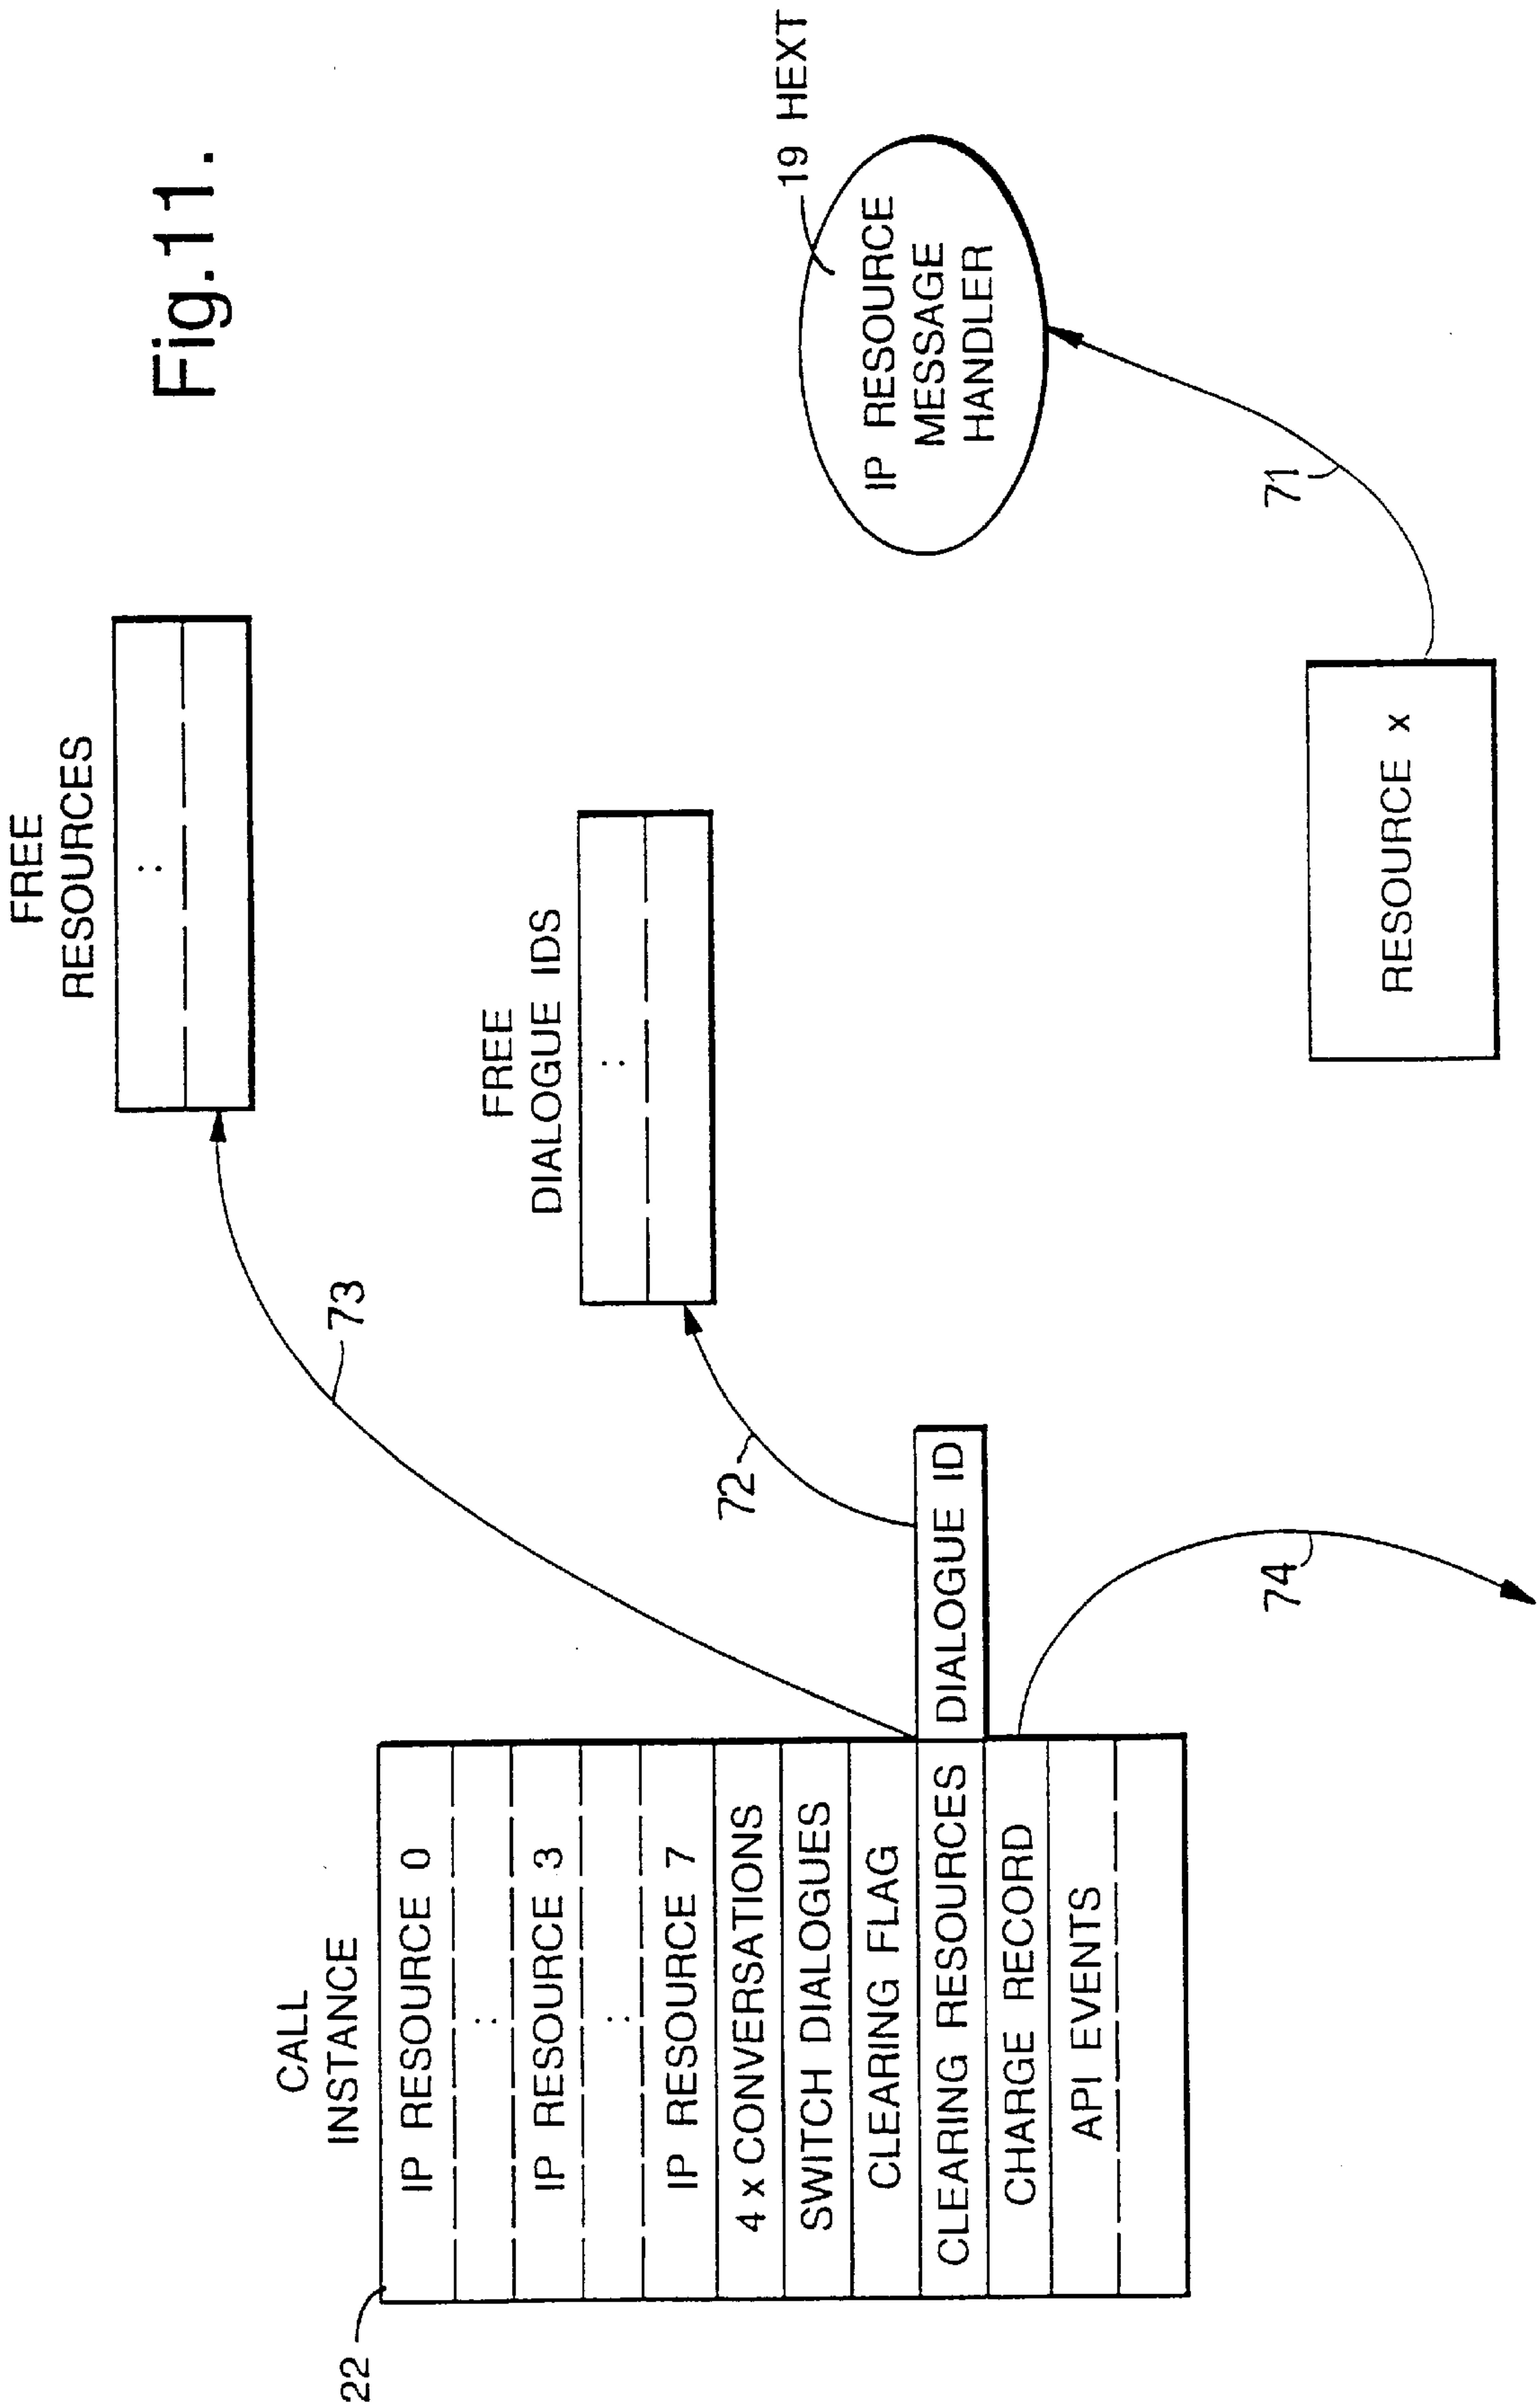 Fig.11.
CALL
INSTANCE
22
IP RESOURCE 0
:
IP RESOURCE 3
:
IP RESOURCE 7
4 x CONVERSATIONS
SWITCH DIALOGUES
CLEARING FLAG
CLEARING RESOURCES
DIALOGUE ID
CHARGE RECORD
API EVENTS
73
FREE
RESOURCES
:
72
FREE
DIALOGUE IDS
:
74
19 HEXT
IP RESOURCE
MESSAGE
HANDLER
71
RESOURCE x